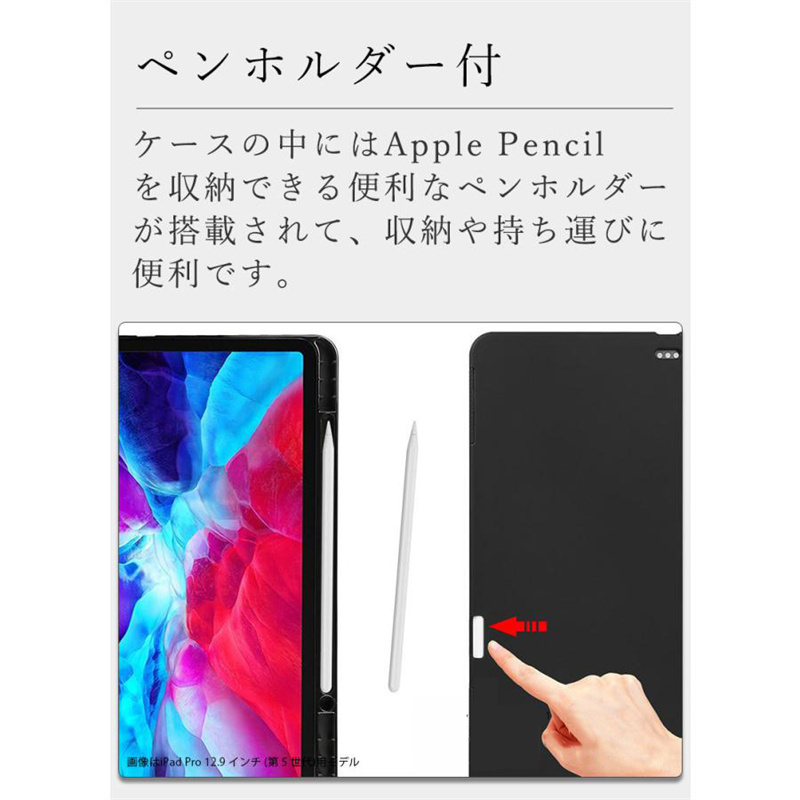 ペンホルダー付
ケースの中にはApple Pencil
を収納できる便利なペンホルダー
が搭載されて、収納や持ち運びに
便利です。
画像はiPad Pro 12.9 インチ (第 5 世代)用モデル